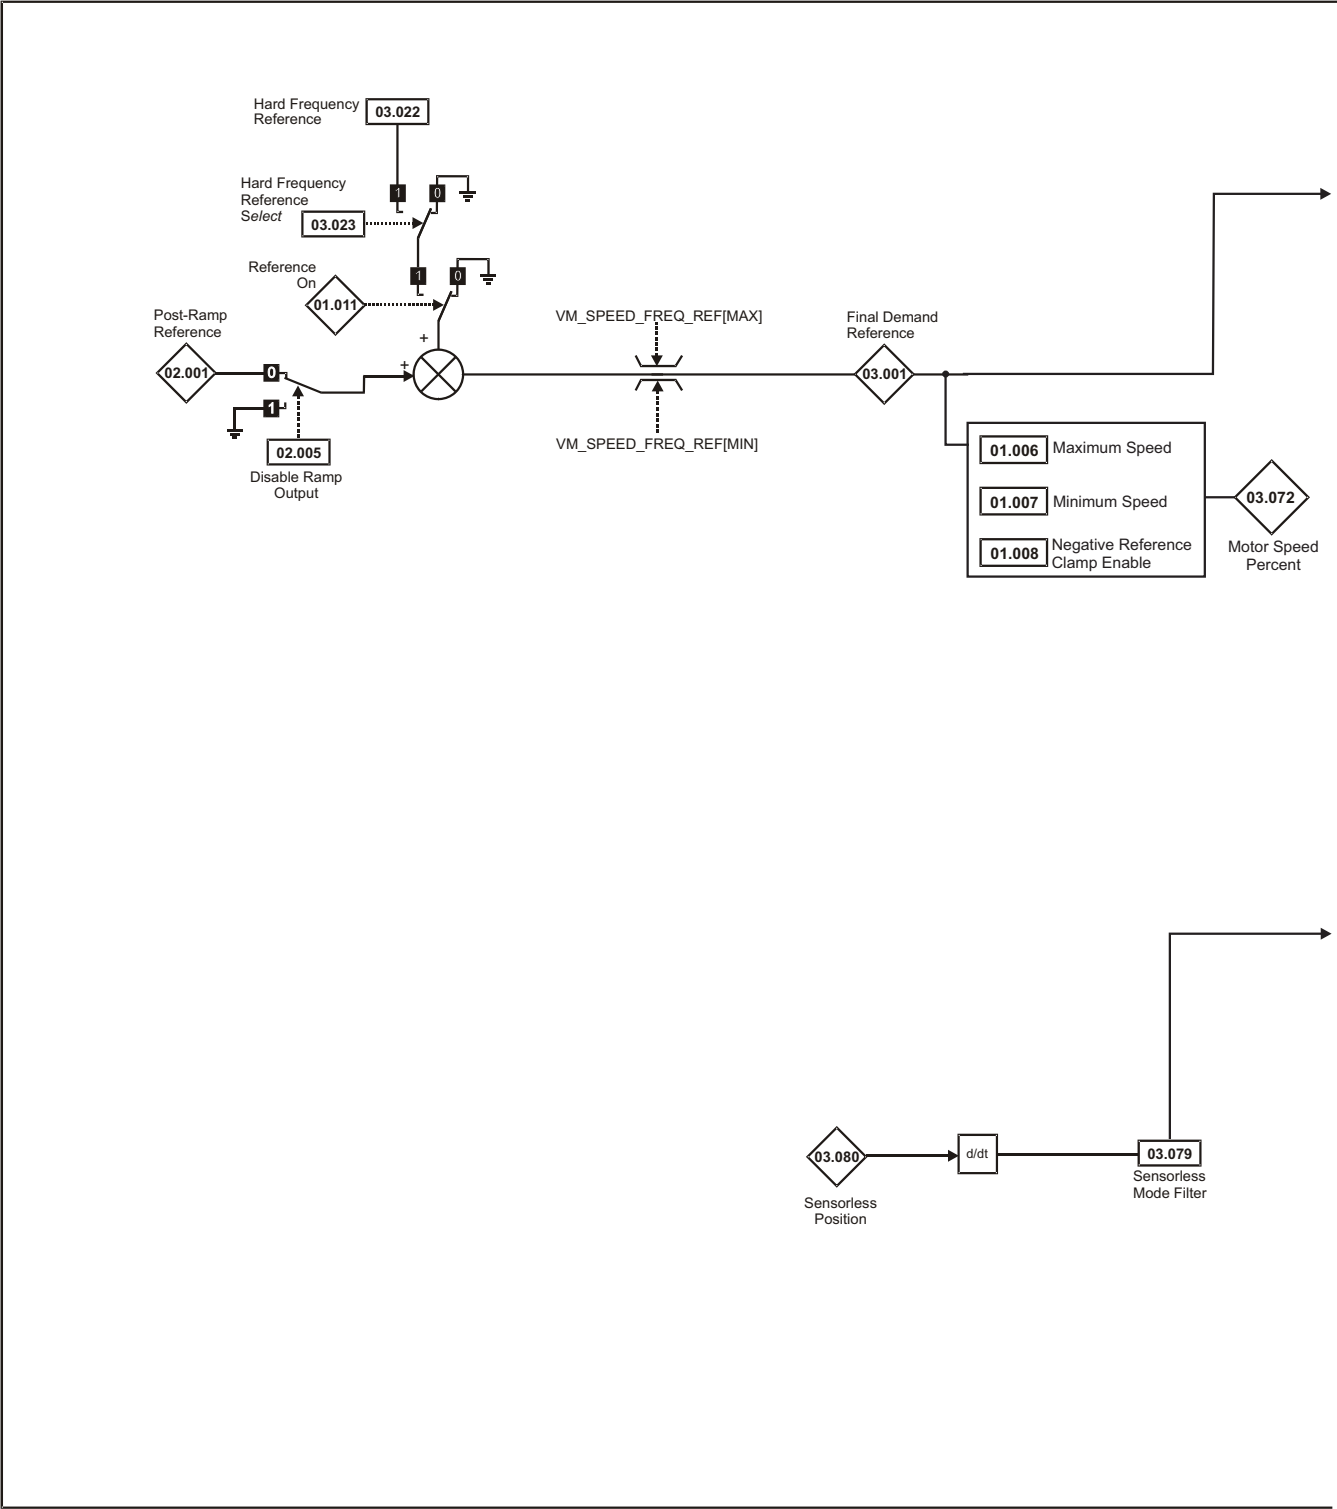 Hard Frequency
Reference
03.022
1
0
Hard Frequency
Reference
Select
03.023
1
0
Reference
On
01.011
+
Post-Ramp
Reference
02.001
0
1
+
02.005
Disable Ramp
Output
VM_SPEED_FREQ_REF[MAX]
VM_SPEED_FREQ_REF[MIN]
Final Demand
Reference
03.001
01.006 Maximum Speed
01.007 Minimum Speed
01.008 Negative Reference
Clamp Enable
03.072
Motor Speed
Percent
03.080
Sensorless
Position
d/dt
03.079
Sensorless
Mode Filter